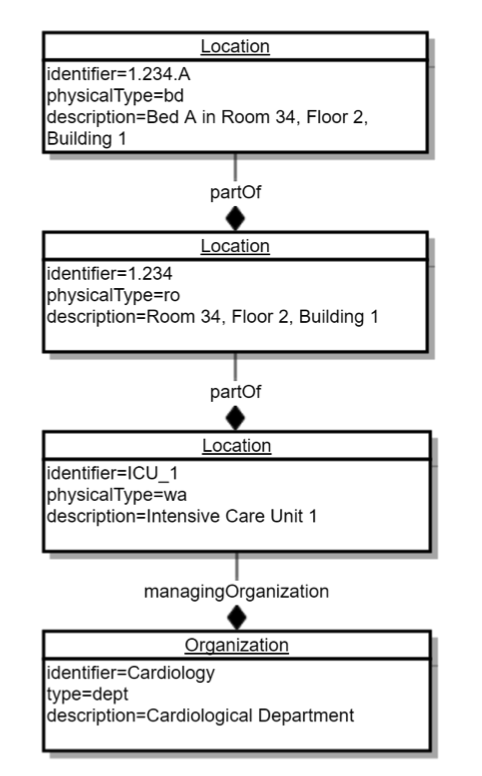 Location
identifier=1.234.A
physicalType=bd
description=Bed A in Room 34, Floor 2,
Building 1
partOf
Location
identifier=1.234
physicalType=ro
description=Room 34, Floor 2, Building 1
partOf
Location
identifier=ICU_1
physicalType=wa
description=Intensive Care Unit 1
managingOrganization
Organization
identifier=Cardiology
type=dept
description=Cardiological Department